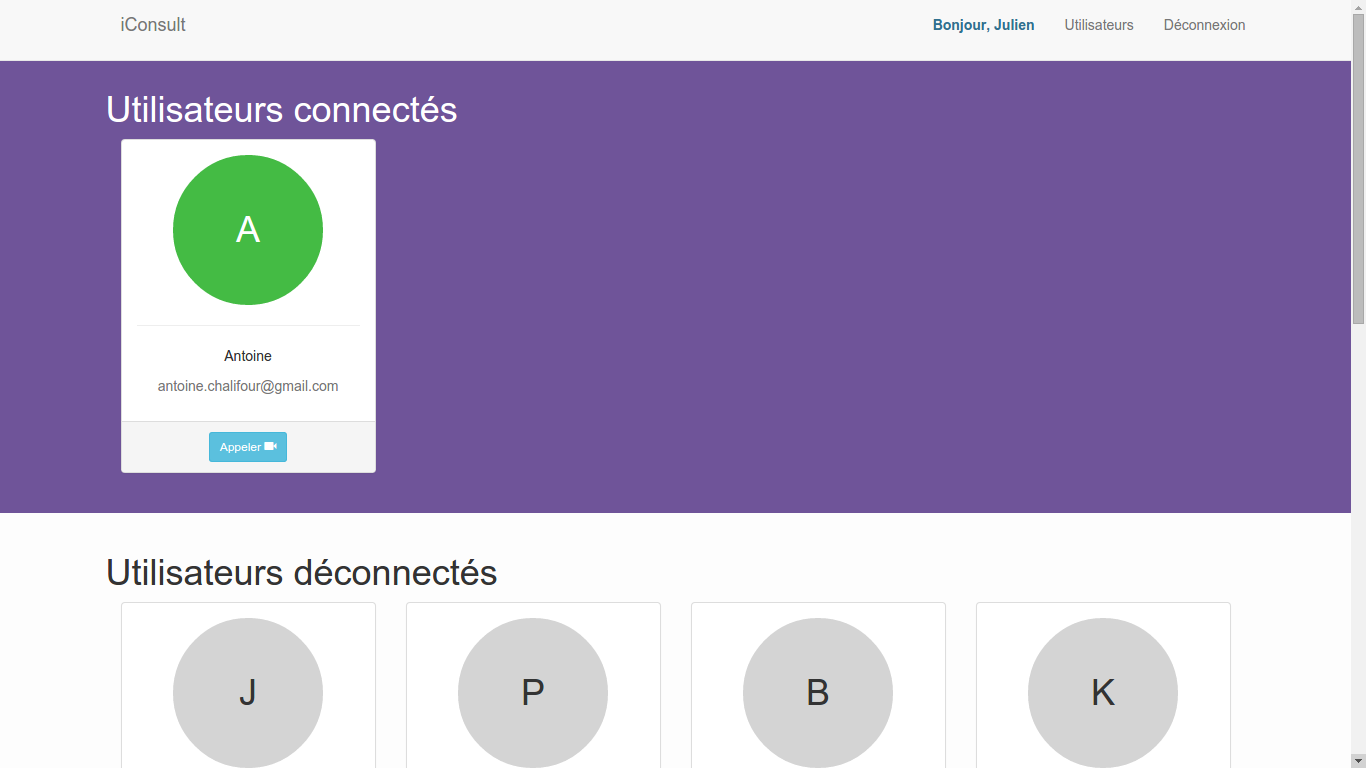 iConsult
Bonjour, Julien
Utilisateurs
Déconnexion
Utilisateurs connectés
A
Antoine
antoine.chalifour@gmail.com
Appeler
Utilisateurs déconnectés
J
P
B
K